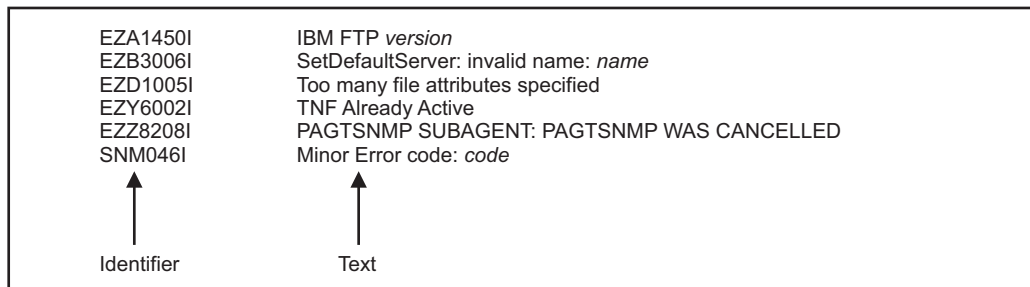 EZA1450I IBM FTP version
EZB3006I SetDefaultServer: invalid name: name
EZD1005I Too many file attributes specified
EZY6002I TNF Already Active
EZZ8208I PAGTSNMP SUBAGENT: PAGTSNMP WAS CANCELLED
SNM046I Minor Error code: code
Identifier Text